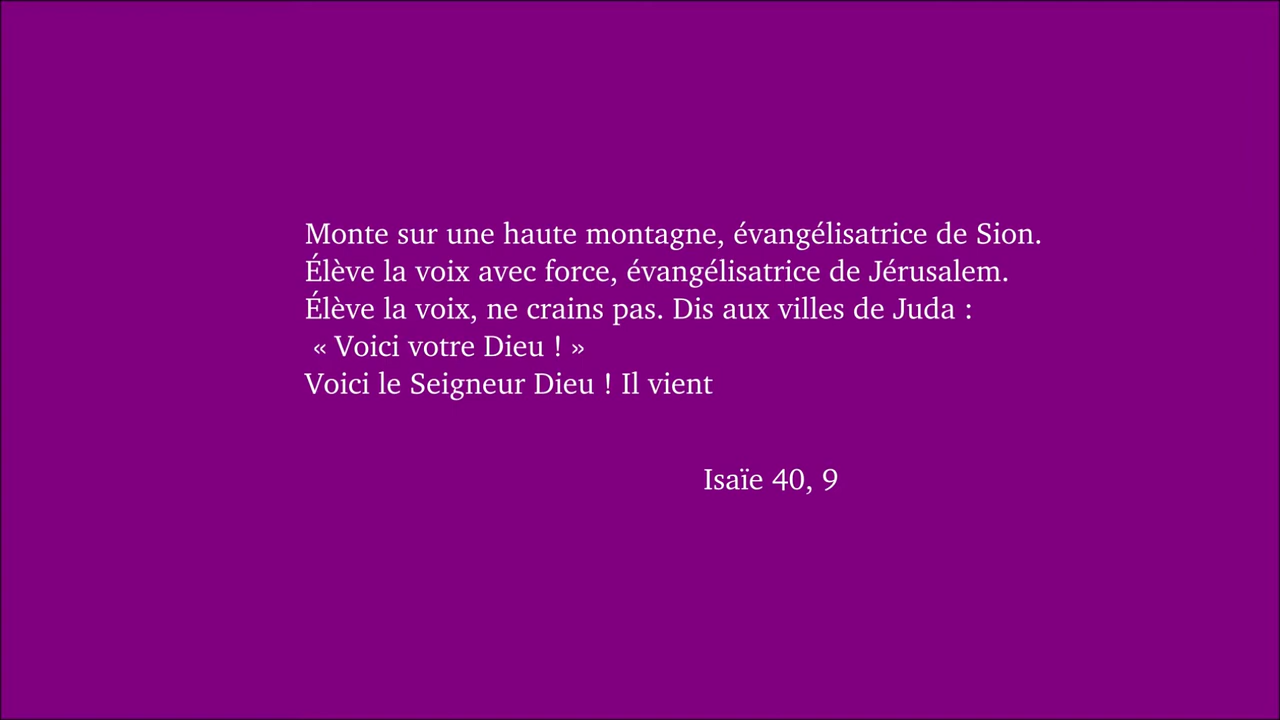 Monte sur une haute montagne, évangélisatrice de Sion.
Élève la voix avec force, évangélisatrice de Jérusalem.
Élève la voix, ne crains pas. Dis aux villes de Juda :
« Voici votre Dieu ! »
Voici le Seigneur Dieu ! Il vient
Isaïe 40, 9